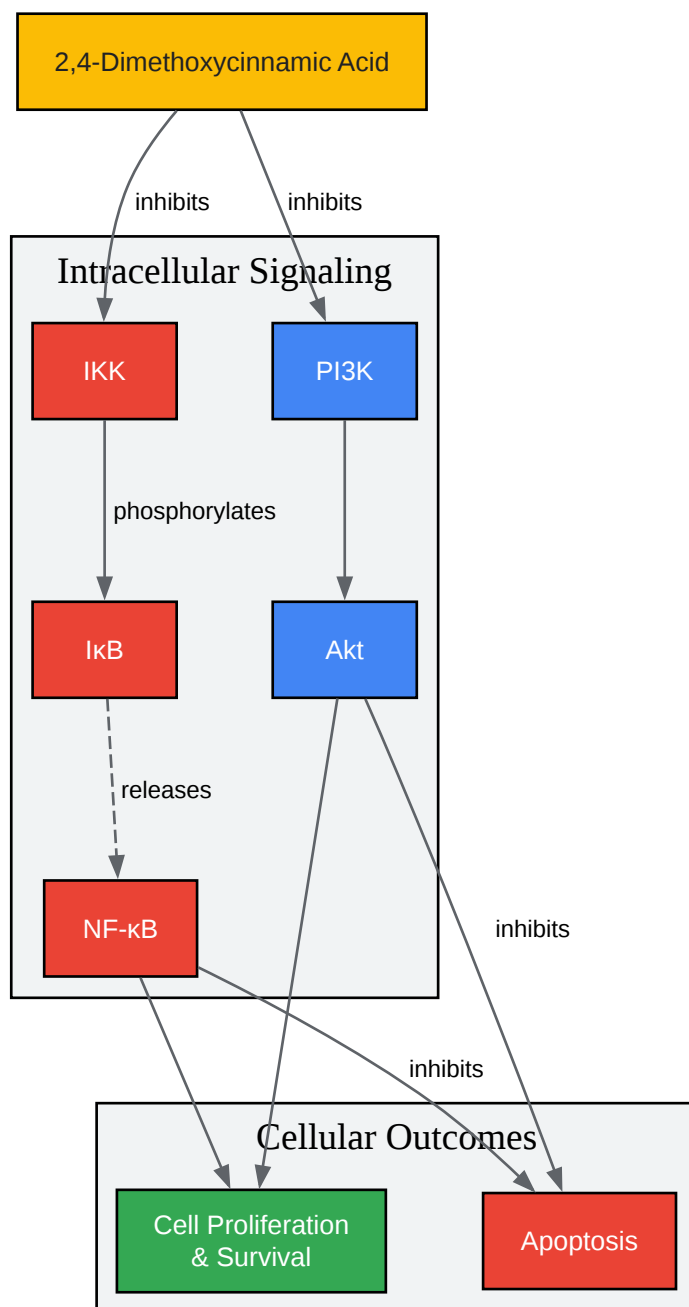 2,4-Dimethoxycinnamic Acid
inhibits
inhibits
Intracellular Signaling
IKK
PI3K
phosphorylates
IκB
Akt
releases
NF-κB
inhibits
inhibits
Cellular Outcomes
Cell Proliferation
& Survival
Apoptosis